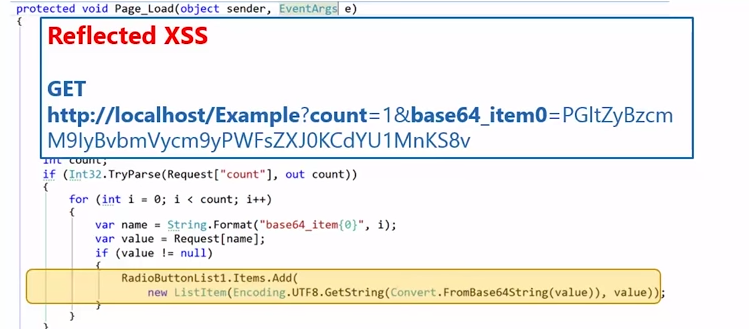 protected void Page_Load(object sender, EventArgs e)
{
Reflected XSS
GET
http://localhost/Example?count=1&base64_item0=PGltZyBzcm
M9IyBvbmVycm9yPWFsZXJ0KCdYU1MnKS8v
int count;
if (Int32.TryParse(Request["count"], out count))
{
for (int i = 0; i < count; i++)
{
var name = String.Format("base64_item{0}", i);
var value = Request[name];
if (value != null)
{
RadioButtonList1.Items.Add(
new ListItem(Encoding.UTF8.GetString(Convert.FromBase64String(value)), value));
}
}
}